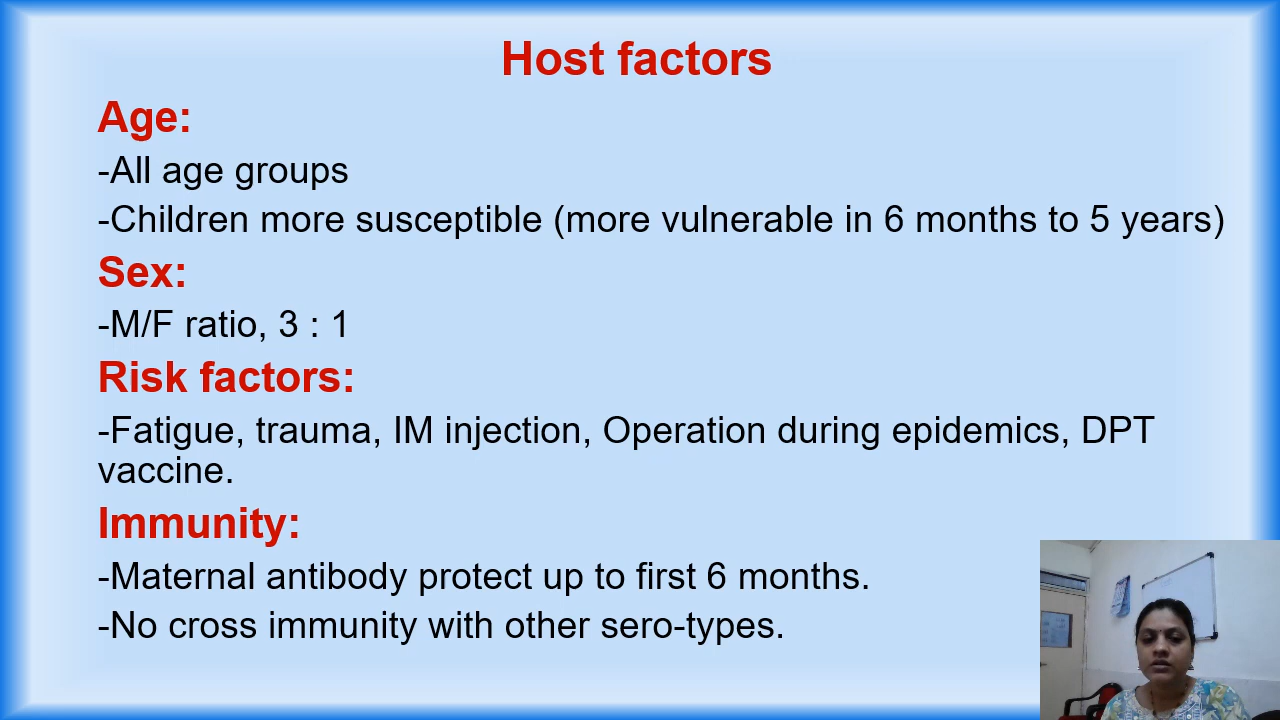 Host factors
Age:
-All age groups
-Children more susceptible (more vulnerable in 6 months to 5 years)
Sex:
-M/F ratio, 3 : 1
Risk factors:
-Fatigue, trauma, IM injection, Operation during epidemics, DPT
vaccine.
Immunity:
-Maternal antibody protect up to first 6 months.
-No cross immunity with other sero-types.